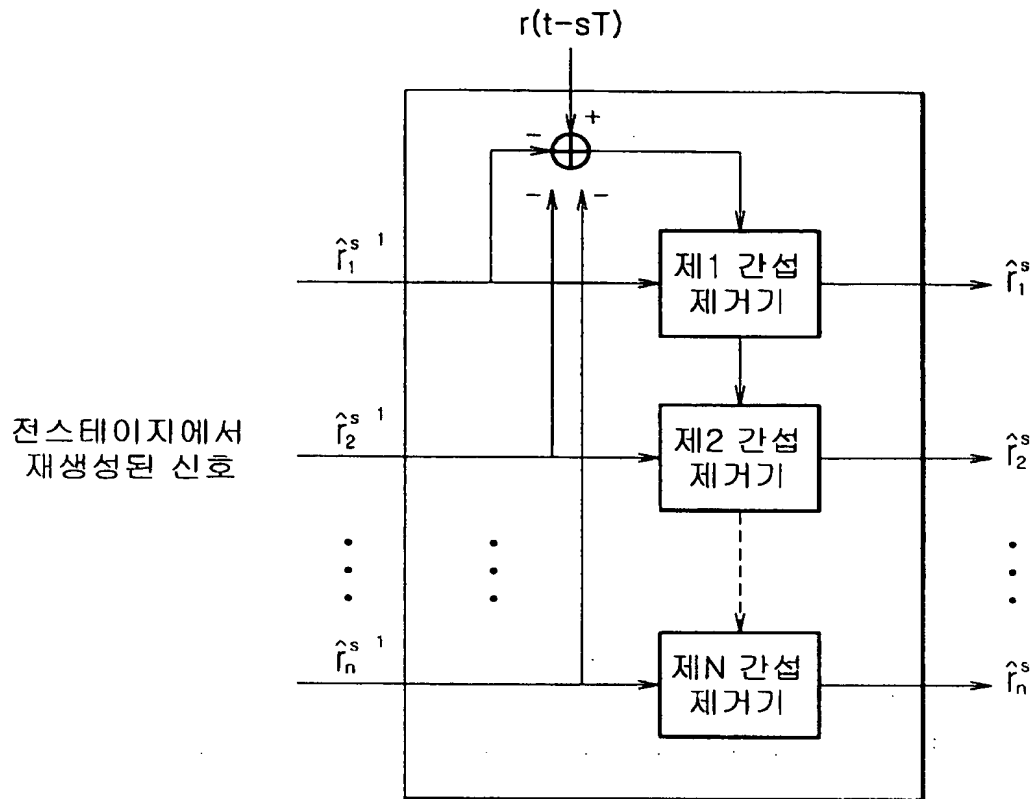 r(t-sT)
+
-
- -
r̂₁ˢ ¹
제1 간섭
제거기
r̂₁ˢ
전스테이지에서
재생성된 신호
r̂₂ˢ ¹
제2 간섭
제거기
r̂₂ˢ
r̂ₙˢ ¹
제N 간섭
제거기
r̂ₙˢ